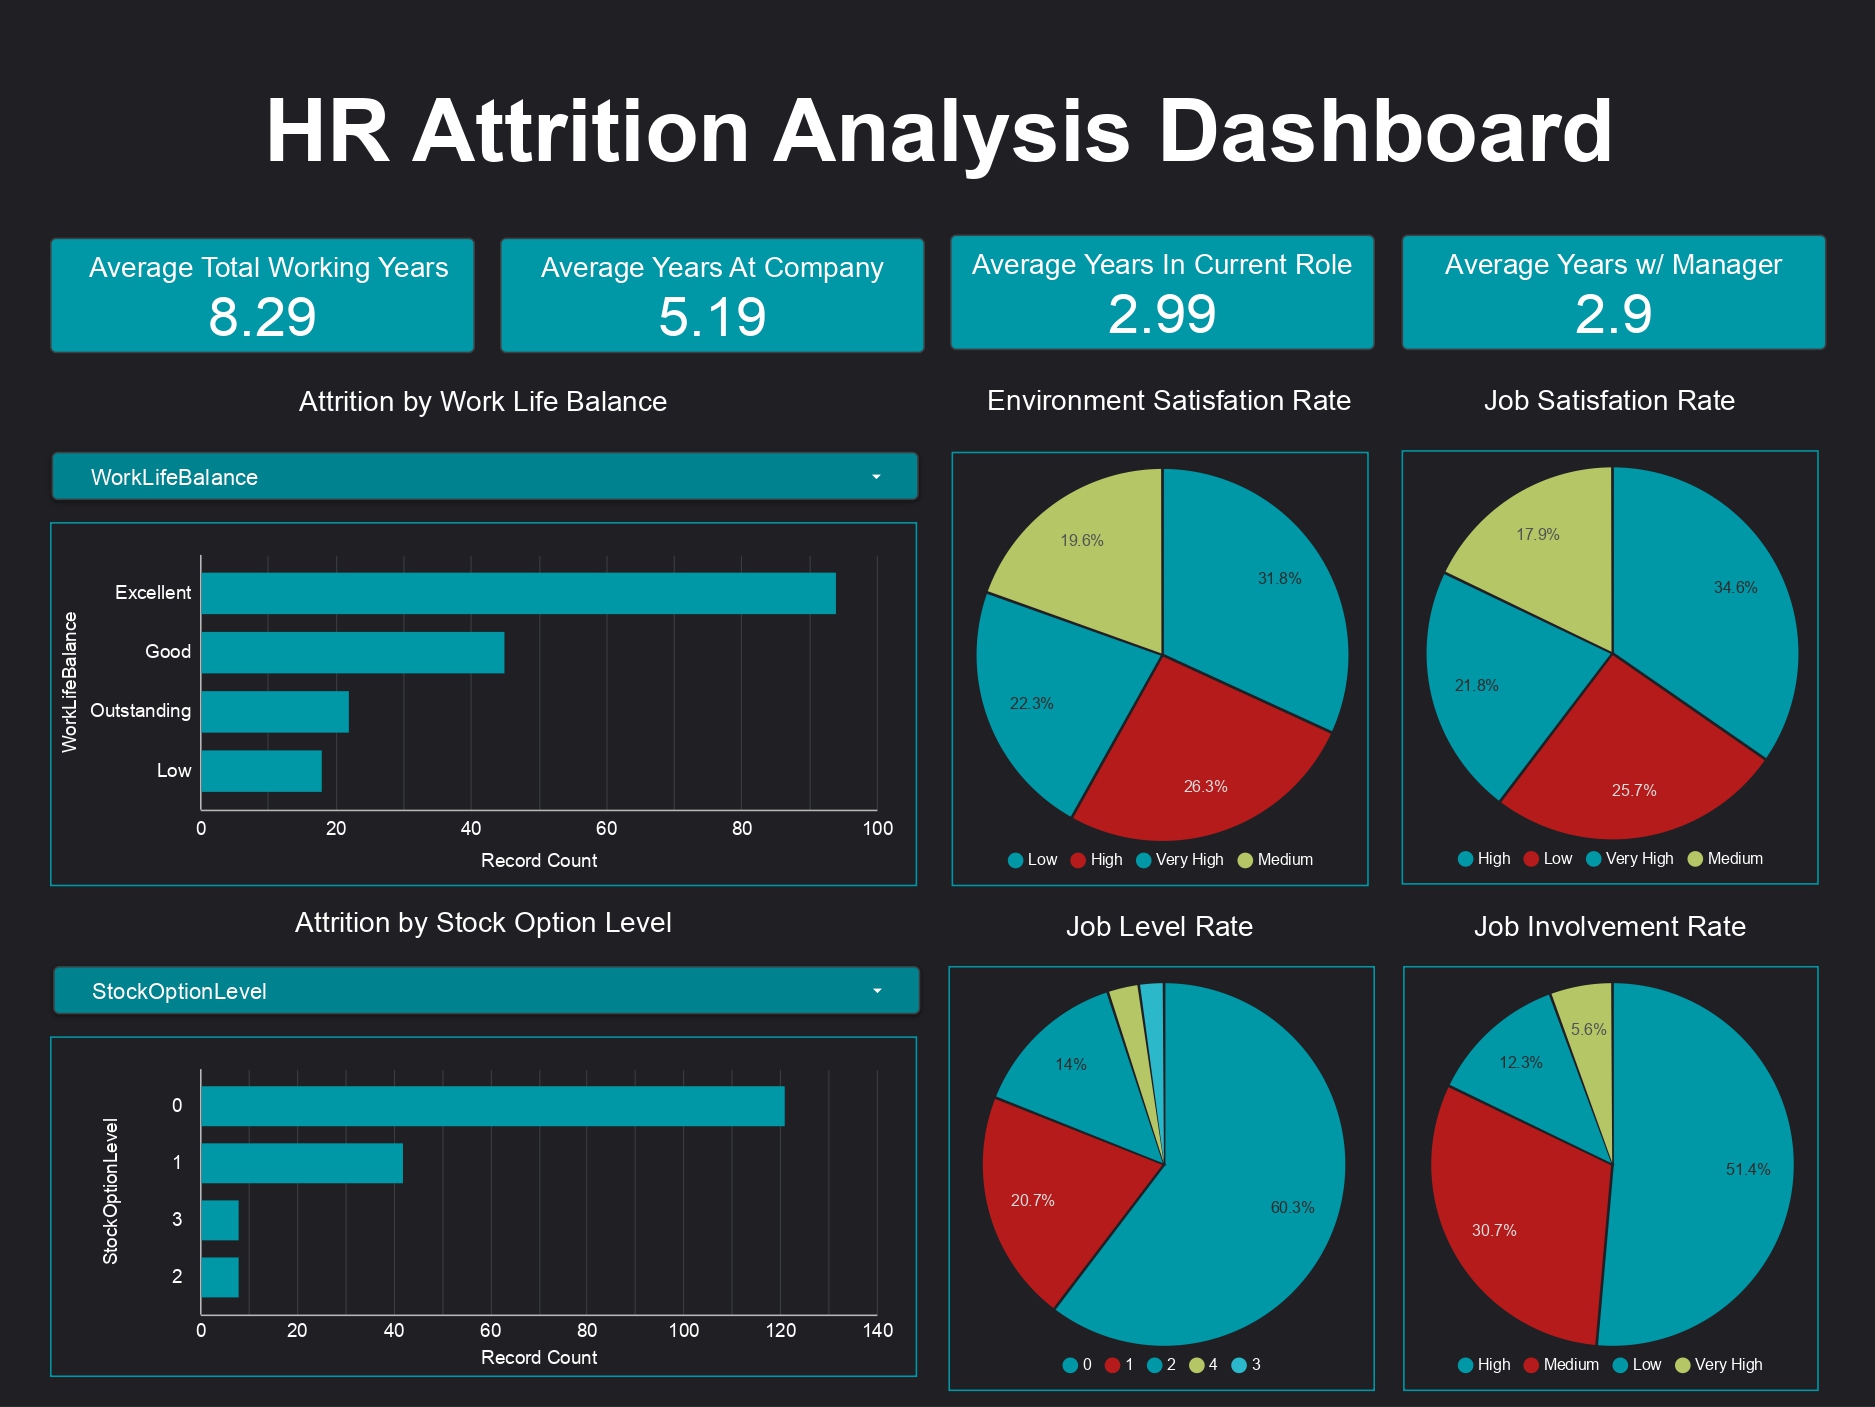 HR Attrition Analysis Dashboard
Average Total Working Years
8.29
Average Years At Company
5.19
Average Years In Current Role
2.99
Average Years w/ Manager
2.9
Attrition by Work Life Balance
WorkLifeBalance
WorkLifeBalance
Excellent
Good
Outstanding
Low
0 20 40 60 80 100
Record Count
Environment Satisfation Rate
19.6%
31.8%
22.3%
26.3%
Low High Very High Medium
Job Satisfation Rate
17.9%
34.6%
21.8%
25.7%
High Low Very High Medium
Attrition by Stock Option Level
StockOptionLevel
StockOptionLevel
0
1
3
2
0 20 40 60 80 100 120 140
Record Count
Job Level Rate
14%
20.7%
60.3%
0 1 2 4 3
Job Involvement Rate
5.6%
12.3%
51.4%
30.7%
High Medium Low Very High